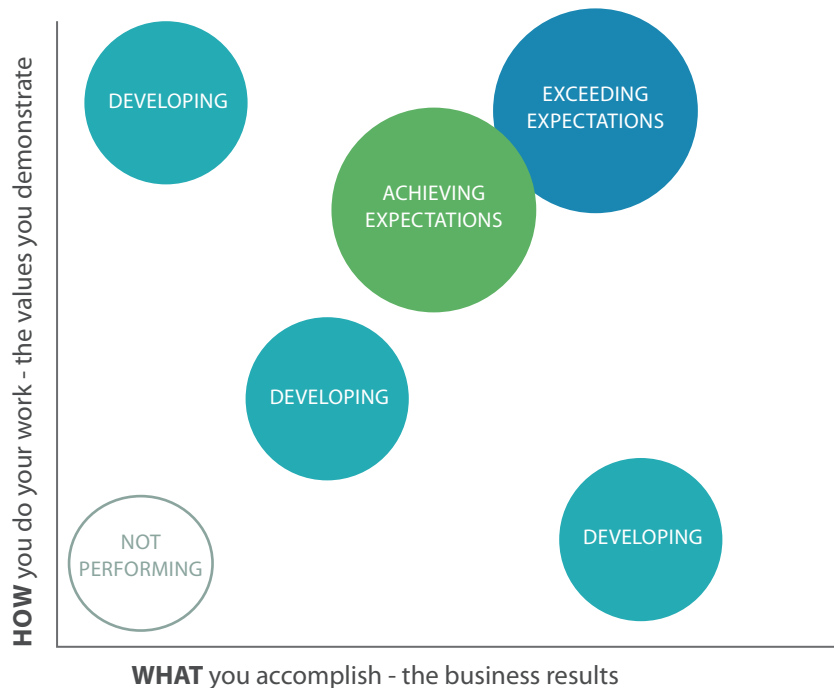 HOW you do your work - the values you demonstrate
DEVELOPING
EXCEEDING
EXPECTATIONS
ACHIEVING
EXPECTATIONS
DEVELOPING
DEVELOPING
NOT
PERFORMING
WHAT you accomplish - the business results